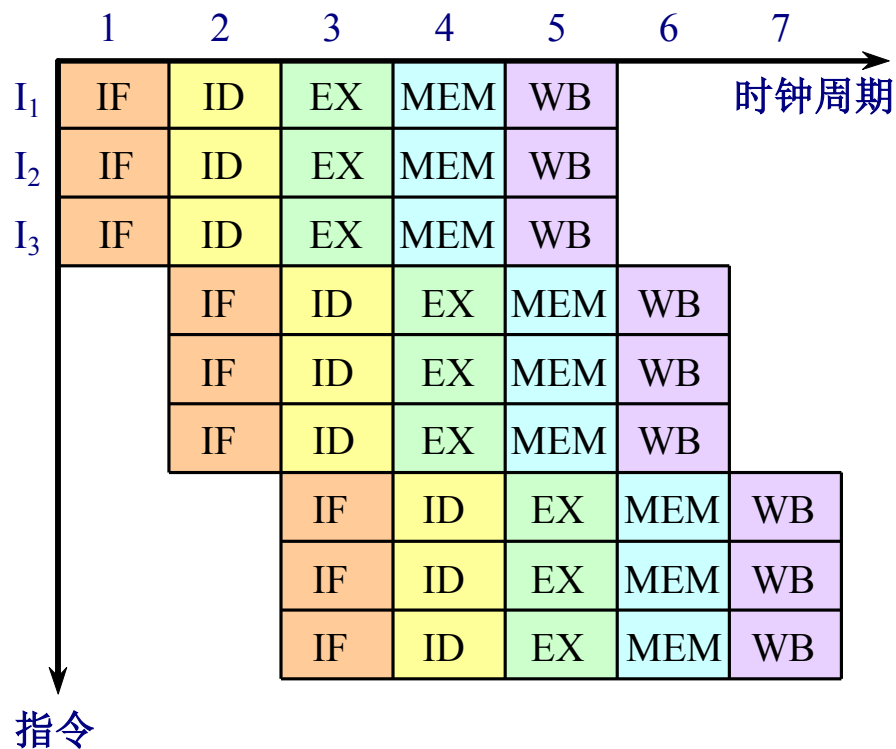 1 2 3 4 5 6 7
时钟周期
I1 IF ID EX MEM WB
I2 IF ID EX MEM WB
I3 IF ID EX MEM WB
IF ID EX MEM WB
IF ID EX MEM WB
IF ID EX MEM WB
IF ID EX MEM WB
IF ID EX MEM WB
IF ID EX MEM WB
指令